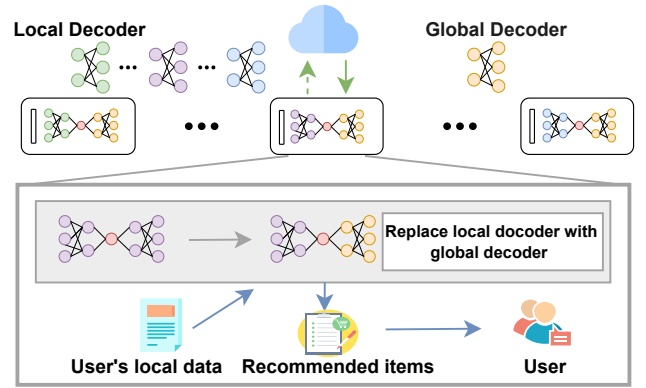 Local Decoder
Global Decoder
Replace local docoder with
global decoder
User's local data
Recommended items
User